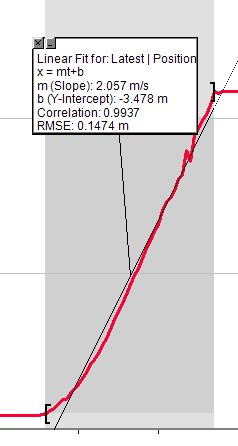 Linear Fit for: Latest | Position
x = mt+b
m (Slope): 2.057 m/s
b (Y-Intercept): -3.478 m
Correlation: 0.9937
RMSE: 0.1474 m